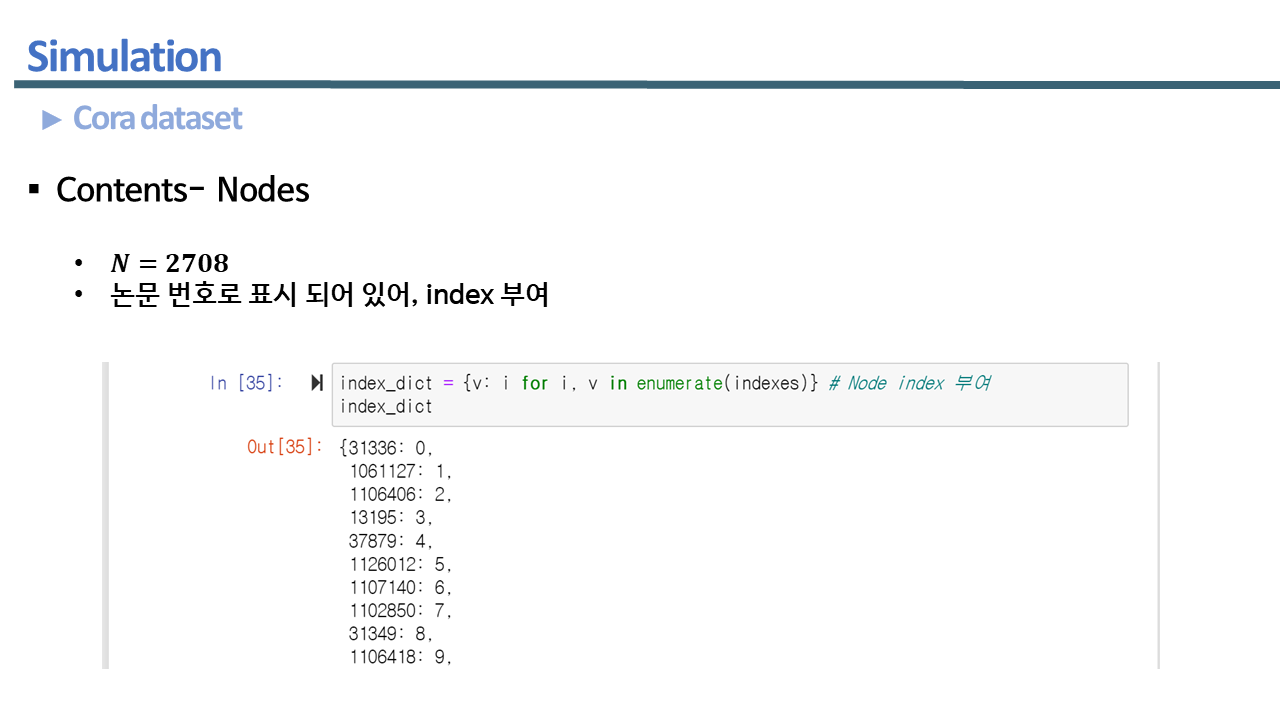 Simulation
► Cora dataset
▪ Contents- Nodes
• N = 2708
• 논문 번호로 표시 되어 있어, index 부여
In [35]: index_dict = {v: i for i, v in enumerate(indexes)} # Node index 부여
index_dict
Out[35]: {31336: 0,
1061127: 1,
1106406: 2,
13195: 3,
37879: 4,
1126012: 5,
1107140: 6,
1102850: 7,
31349: 8,
1106418: 9,